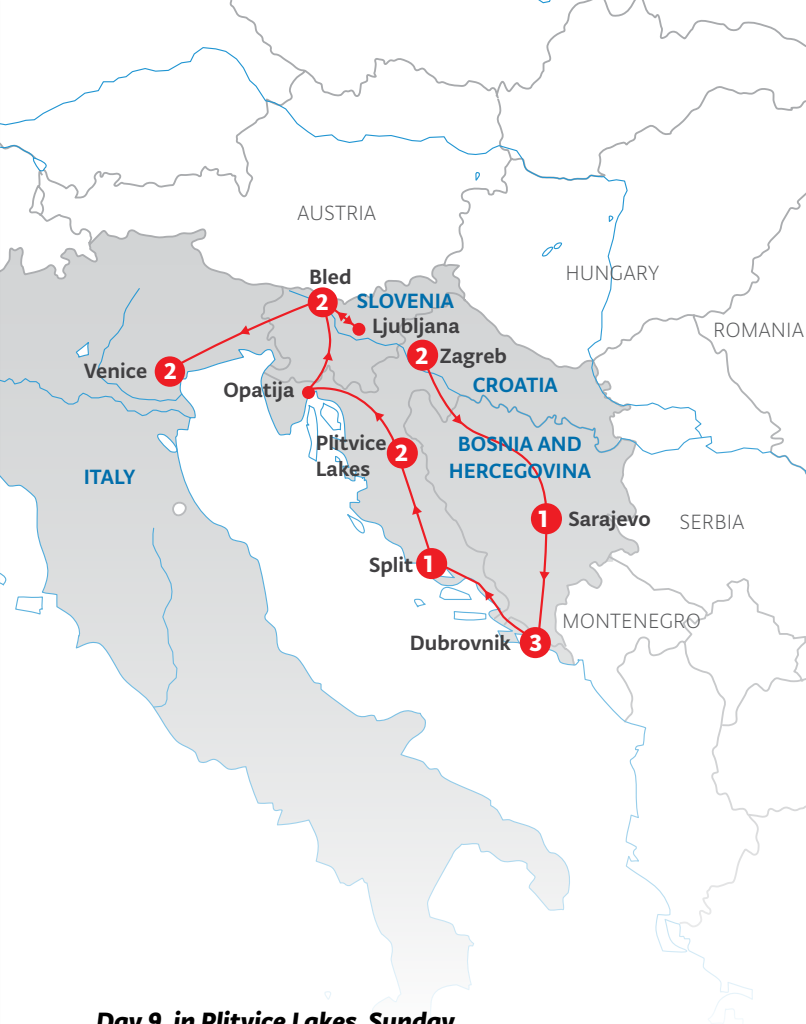 AUSTRIA
HUNGARY
Bled
2
SLOVENIA
Ljubljana
ROMANIA
2 Zagreb
Venice 2
Opatija
CROATIA
Plitvice
Lakes
2
BOSNIA AND
HERCEGOVINA
ITALY
1 Sarajevo
SERBIA
Split 1
MONTENEGRO
Dubrovnik 3
Day 9, in Plitvice Lakes, Sunday